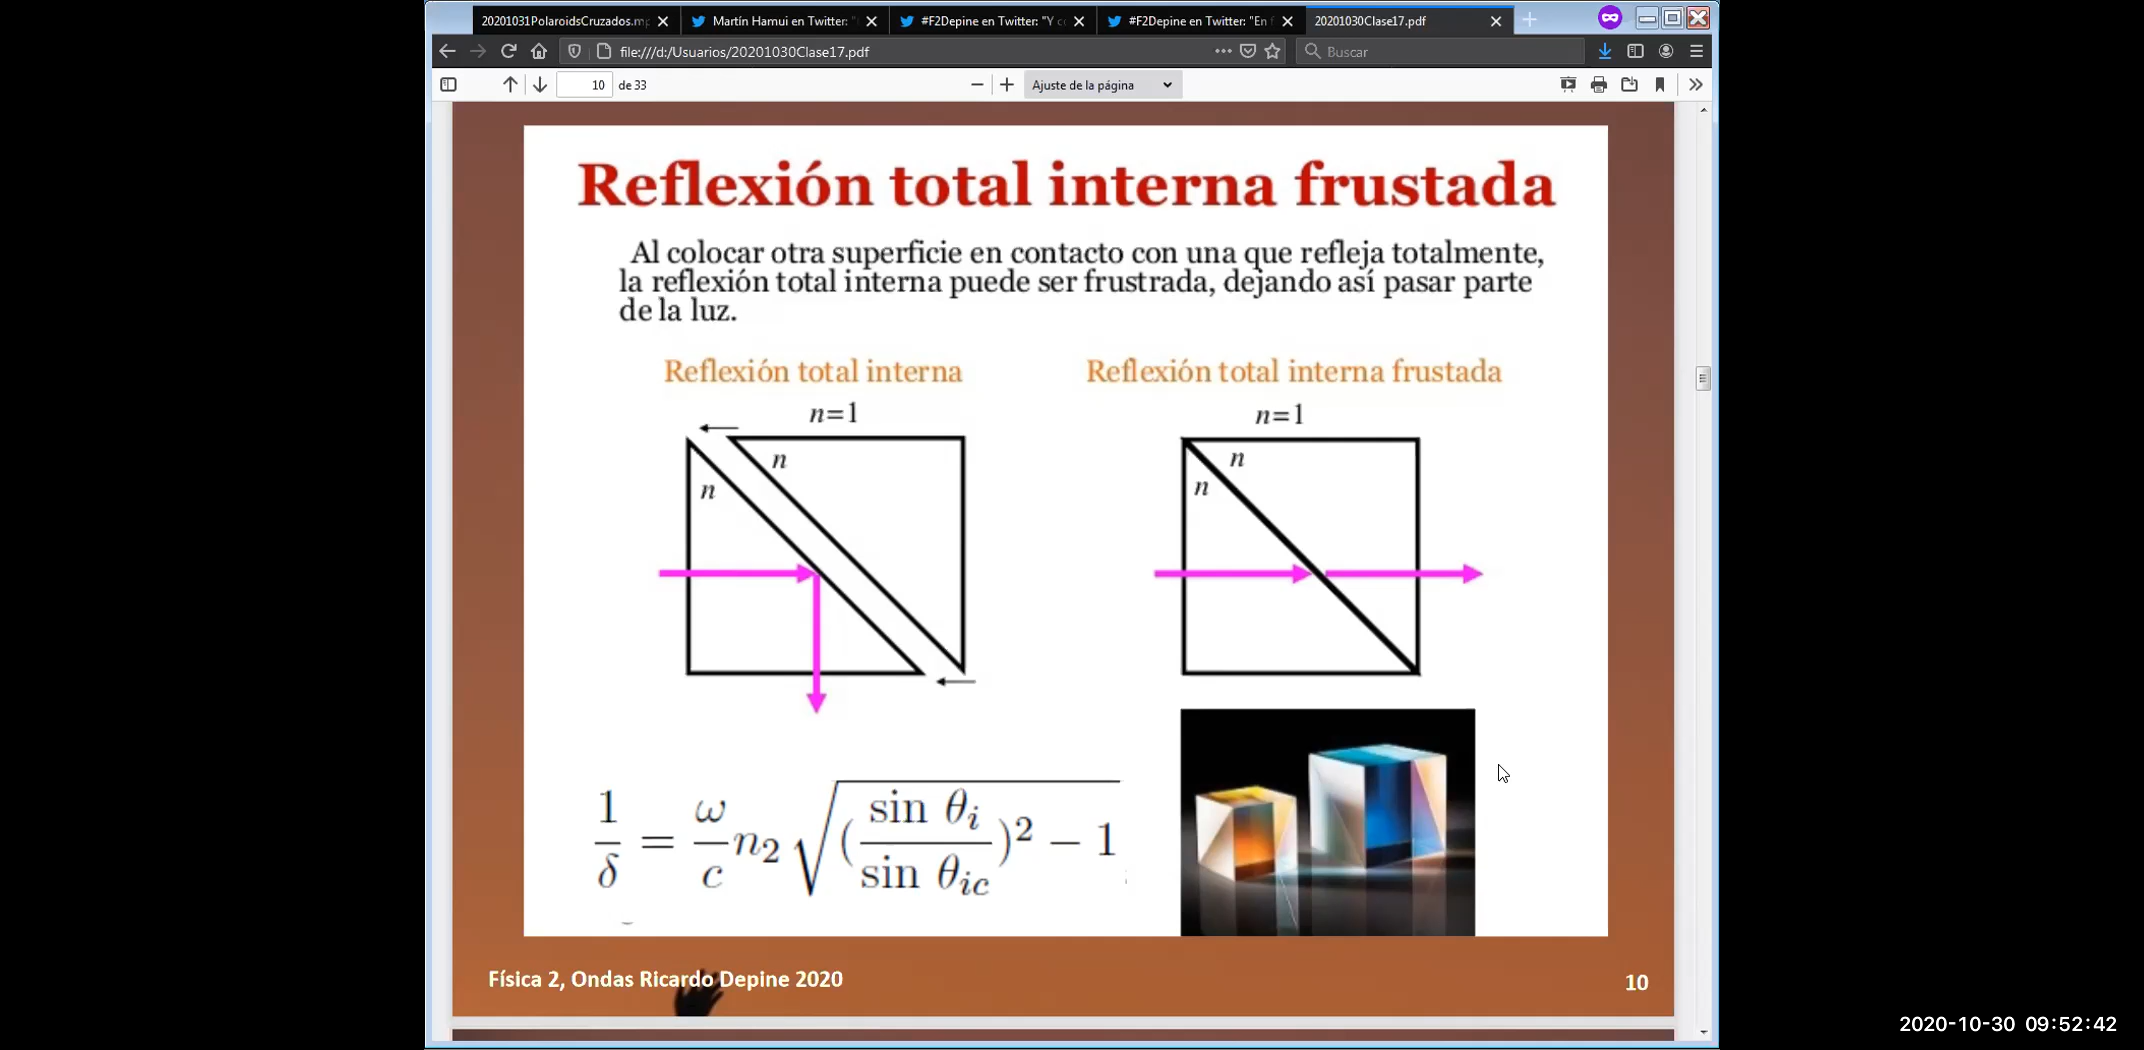 20201031PolaroidsCruzados.mp
Martín Hamui en Twitter: "
#F2Depine en Twitter: "Y c
#F2Depine en Twitter: "En f
20201030Clase17.pdf
file:///d:/Usuarios/20201030Clase17.pdf
Buscar
10 de 33
Ajuste de la página
Reflexión total interna frustada
Al colocar otra superficie en contacto con una que refleja totalmente,
la reflexión total interna puede ser frustrada, dejando así pasar parte
de la luz.
Reflexión total interna
Reflexión total interna frustada
n=1
n=1
n
n
n
n
1/δ = ω/c n₂ √((sin θi / sin θic)² − 1
Física 2, Ondas Ricardo Depine 2020
10
2020-10-30 09:52:42